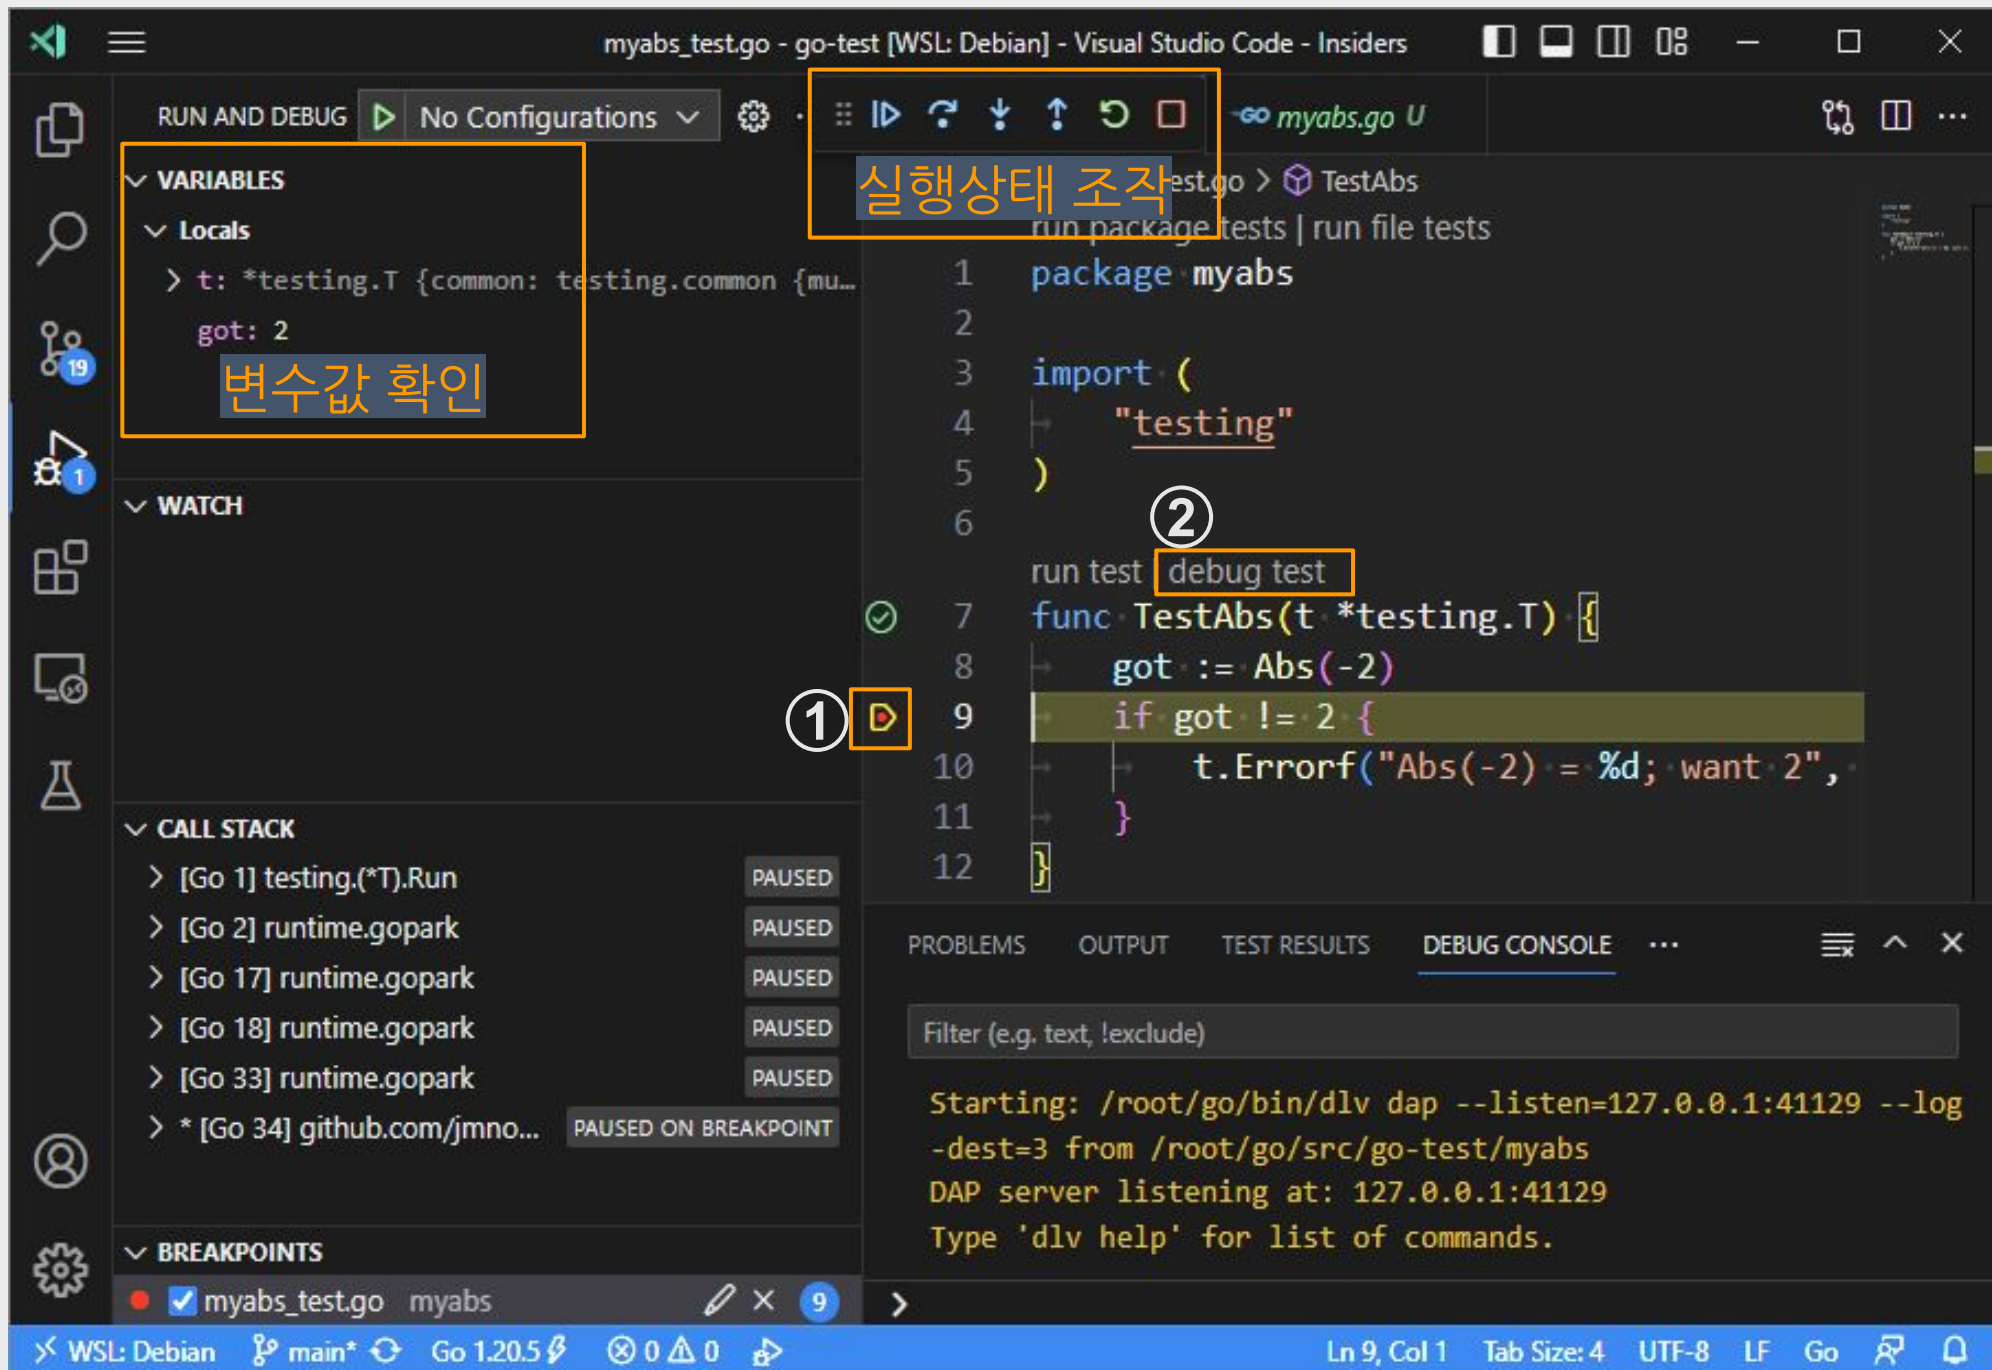 myabs_test.go - go-test [WSL: Debian] - Visual Studio Code - Insiders
RUN AND DEBUG No Configurations
myabs.go U
실행상태 조작
est.go > TestAbs
VARIABLES
Locals
t: *testing.T {common: testing.common {mu…
got: 2
변수값 확인
WATCH
CALL STACK
[Go 1] testing.(*T).Run PAUSED
[Go 2] runtime.gopark PAUSED
[Go 17] runtime.gopark PAUSED
[Go 18] runtime.gopark PAUSED
[Go 33] runtime.gopark PAUSED
* [Go 34] github.com/jmno... PAUSED ON BREAKPOINT
BREAKPOINTS
myabs_test.go myabs 9
19
1
run package tests | run file tests
1 package myabs
2
3 import (
4 "testing"
5 )
6
②
run test | debug test
7 func TestAbs(t *testing.T) {
8 got := Abs(-2)
① 9 if got != 2 {
10 t.Errorf("Abs(-2) = %d; want 2",
11 }
12 }
PROBLEMS OUTPUT TEST RESULTS DEBUG CONSOLE ...
Filter (e.g. text, !exclude)
Starting: /root/go/bin/dlv dap --listen=127.0.0.1:41129 --log
-dest=3 from /root/go/src/go-test/myabs
DAP server listening at: 127.0.0.1:41129
Type 'dlv help' for list of commands.
WSL: Debian main* Go 1.20.5 0 0 Ln 9, Col 1 Tab Size: 4 UTF-8 LF Go